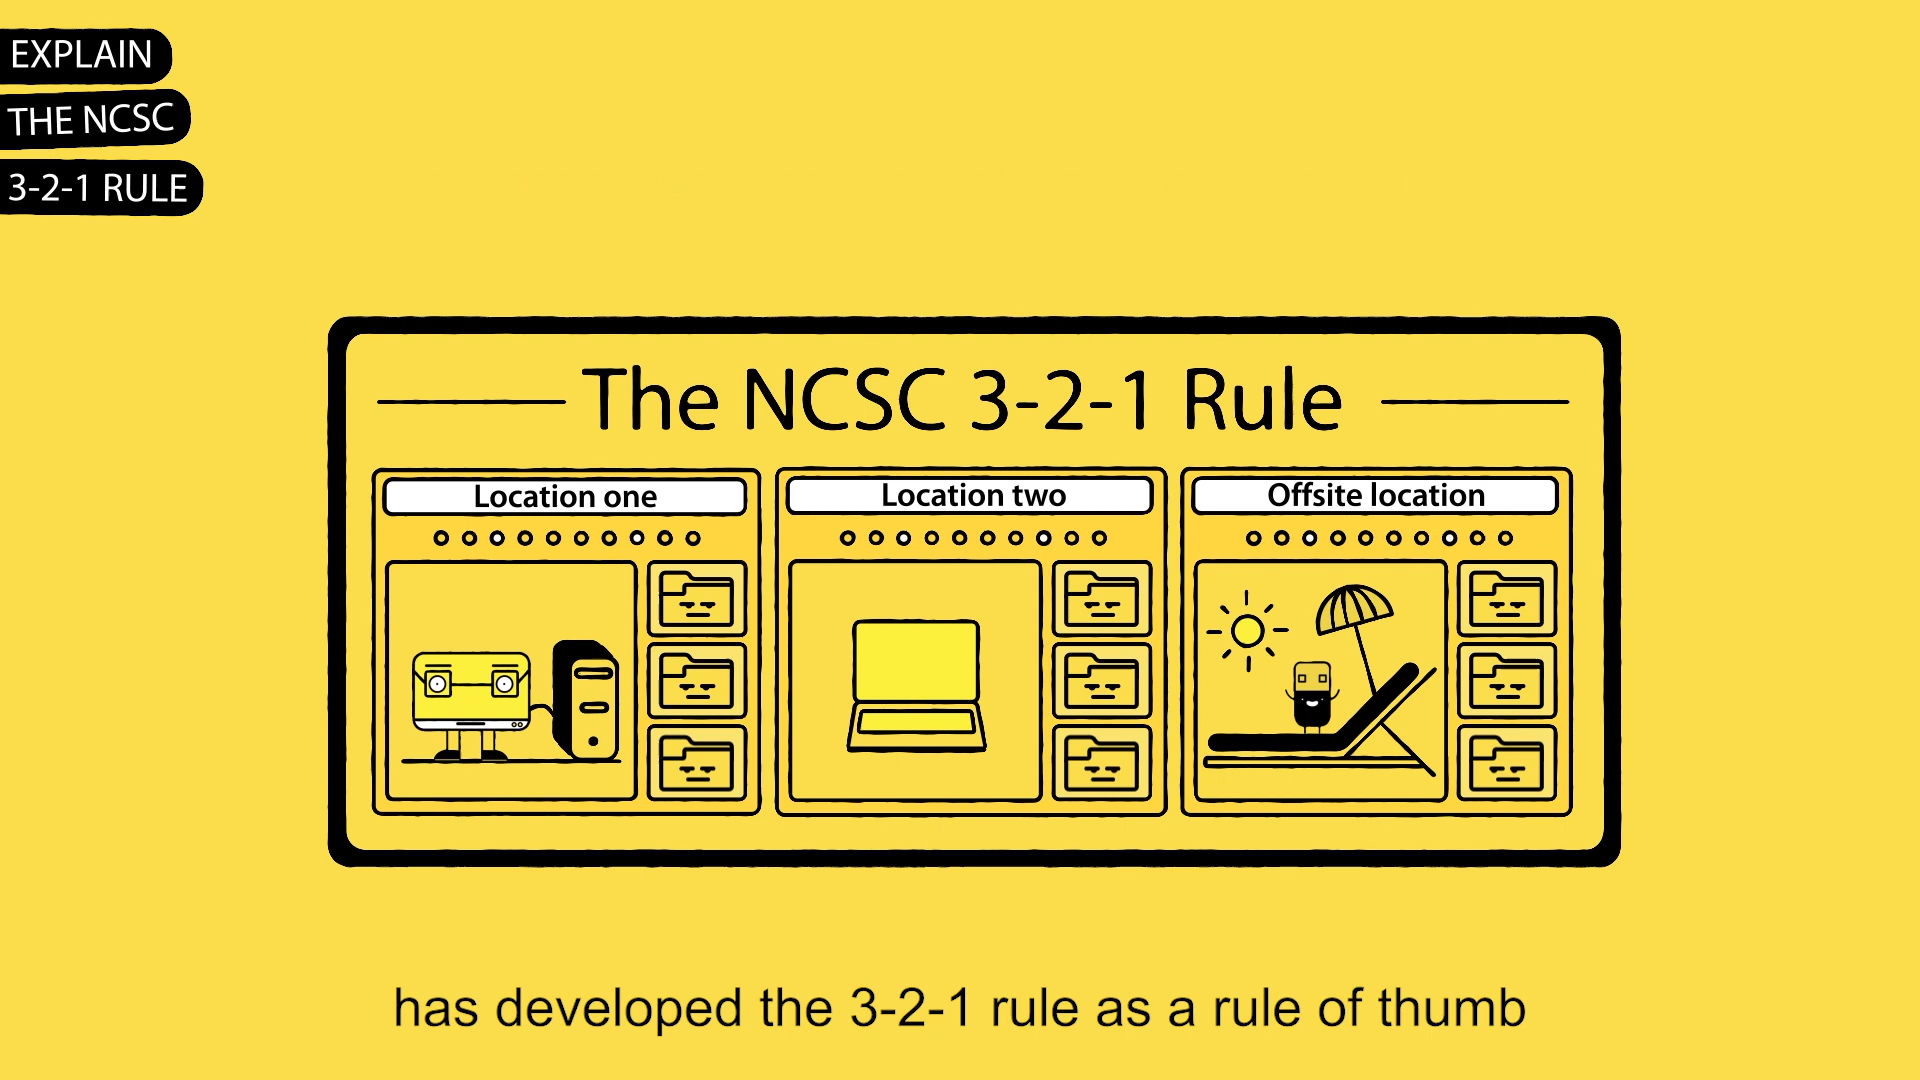 EXPLAIN
THE NCSC
3-2-1 RULE
The NCSC 3-2-1 Rule
Location one
Location two
Offsite location
has developed the 3-2-1 rule as a rule of thumb